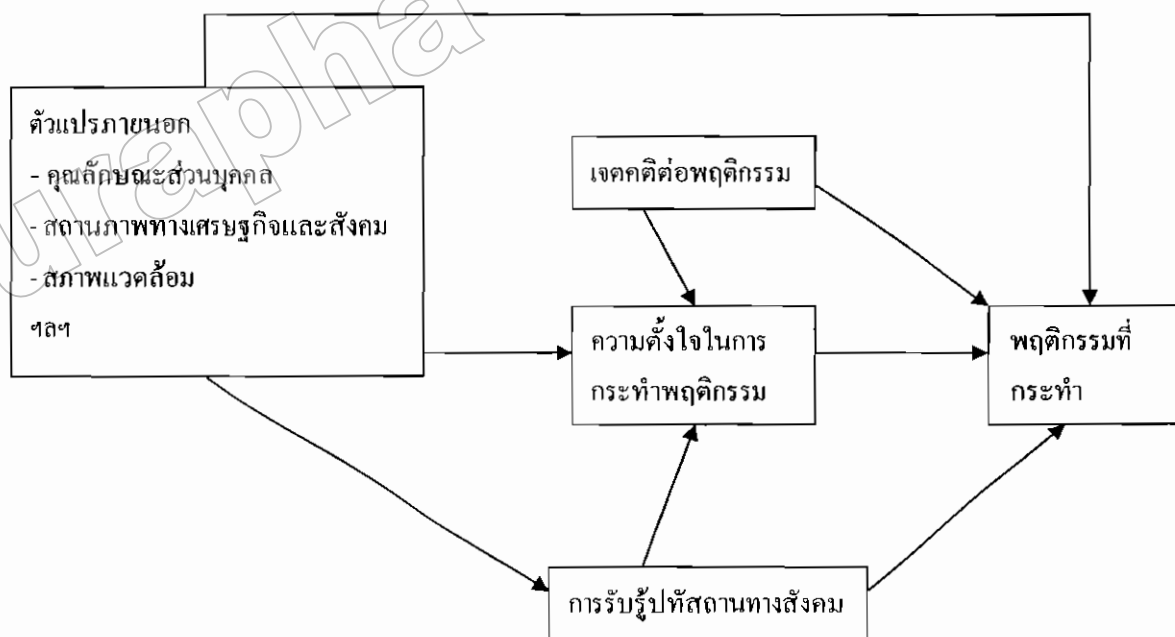 ตัวแปรภายนอก
- คุณลักษณะส่วนบุคคล
- สถานภาพทางเศรษฐกิจและสังคม
- สภาพแวดล้อม
ฯลฯ
เจตคติต่อพฤติกรรม
ความตั้งใจในการ
กระทำพฤติกรรม
พฤติกรรมที่
กระทำ
การรับรู้ปทัสถานทางสังคม
urapha